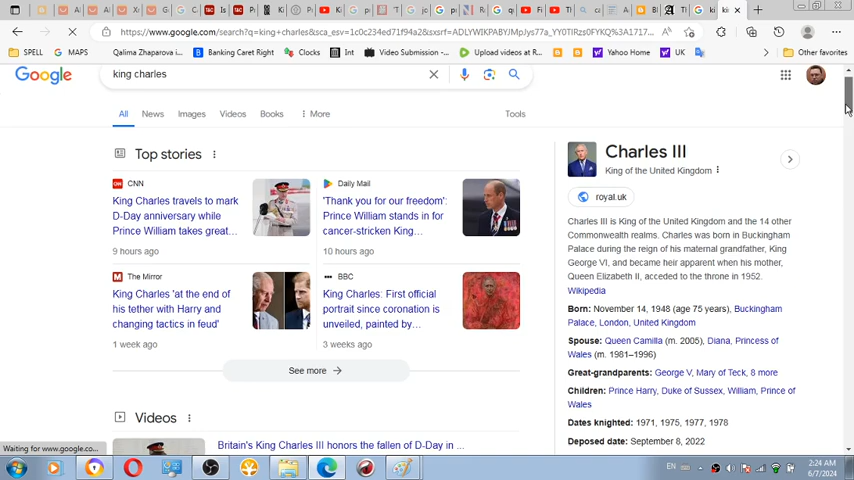 https://www.google.com/search?q=king+charles&sca_esv=1c0c234ed71f94a2&sxsrf=
SPELL
MAPS
Qalima Zhaparova i...
Banking Caret Right
Clocks
Int
Video Submission -...
Upload videos at R...
Yahoo Home
UK
Other favorites
Google
king charles
All
News
Images
Videos
Books
More
Tools
Top stories
CNN
King Charles travels to mark
D-Day anniversary while
Prince William takes great...
9 hours ago
Daily Mail
'Thank you for our freedom':
Prince William stands in for
cancer-stricken King...
10 hours ago
The Mirror
King Charles 'at the end of
his tether with Harry and
changing tactics in feud'
1 week ago
BBC
King Charles: First official
portrait since coronation is
unveiled, painted by...
3 weeks ago
See more
Videos
Britain's King Charles III honors the fallen of D-Day in ...
Charles III
King of the United Kingdom
royal.uk
Charles III is King of the United Kingdom and the 14 other
Commonwealth realms. Charles was born in Buckingham
Palace during the reign of his maternal grandfather, King
George VI, and became heir apparent when his mother,
Queen Elizabeth II, acceded to the throne in 1952.
Wikipedia
Born: November 14, 1948 (age 75 years), Buckingham
Palace, London, United Kingdom
Spouse: Queen Camilla (m. 2005), Diana, Princess of
Wales (m. 1981–1996)
Great-grandparents: George V, Mary of Teck, 8 more
Children: Prince Harry, Duke of Sussex, William, Prince of
Wales
Dates knighted: 1971, 1975, 1977, 1978
Deposed date: September 8, 2022
Waiting for www.google.co...
EN
2:24 AM
6/7/2024